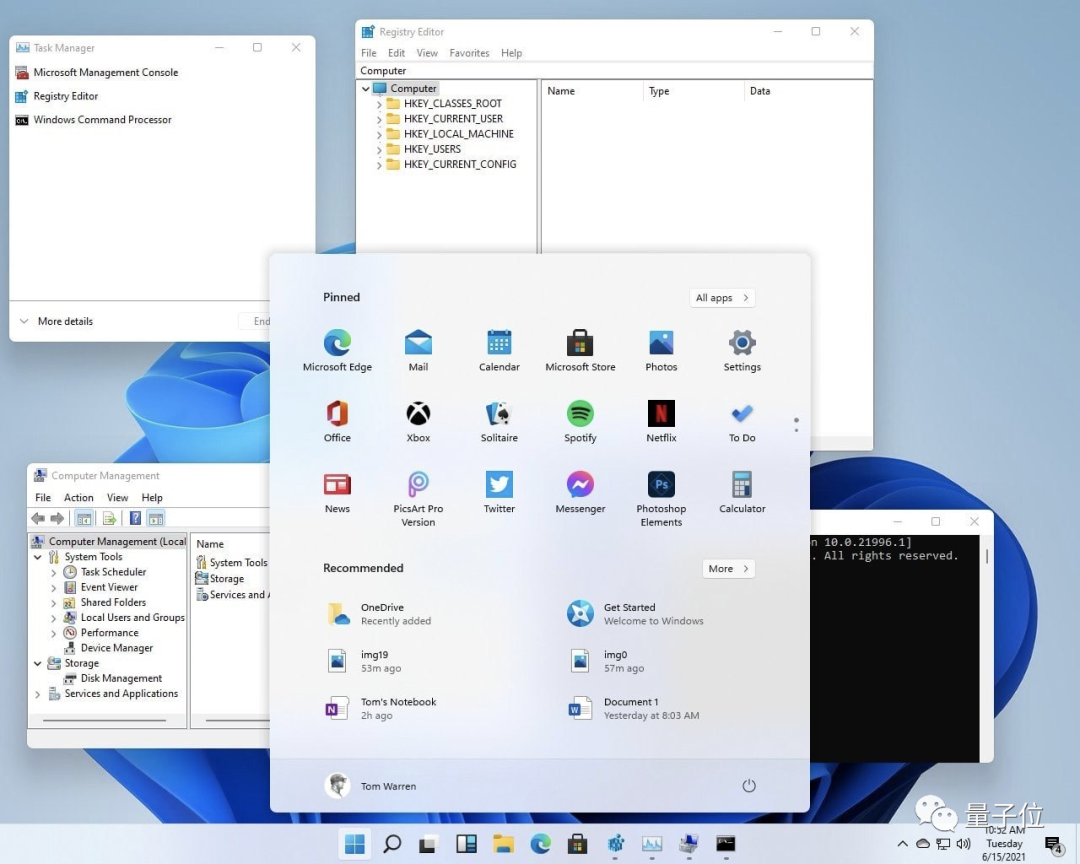 Task Manager
Microsoft Management Console
Registry Editor
Windows Command Processor
More details
End
Registry Editor
File Edit View Favorites Help
Computer
Computer
HKEY_CLASSES_ROOT
HKEY_CURRENT_USER
HKEY_LOCAL_MACHINE
HKEY_USERS
HKEY_CURRENT_CONFIG
Name Type Data
Pinned
All apps
Microsoft Edge Mail Calendar Microsoft Store Photos Settings
Office Xbox Solitaire Spotify Netflix To Do
News PicsArt Pro Twitter Messenger Photoshop Calculator
Version Elements
Recommended
More
OneDrive
Recently added
Get Started
Welcome to Windows
img19
53m ago
img0
57m ago
Tom's Notebook
2h ago
Document 1
Yesterday at 8:03 AM
Tom Warren
Computer Management
File Action View Help
Computer Management (Local
System Tools
Task Scheduler
Event Viewer
Shared Folders
Local Users and Groups
Performance
Device Manager
Storage
Disk Management
Services and Applications
Name
System Tools
Storage
Services and A
n 10.0.21996.1]
. All rights reserved.
量子位
10:52 AM
Tuesday
6/15/2021
4